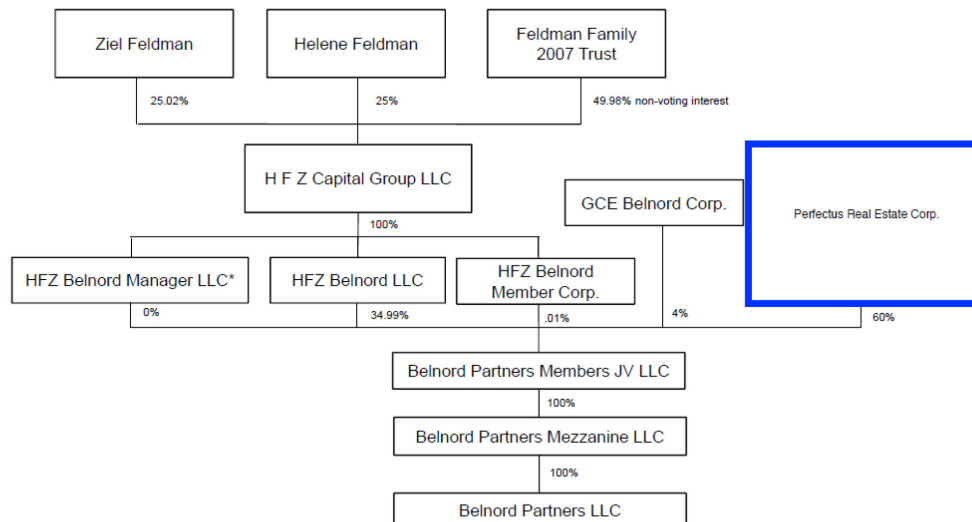 Ziel Feldman
Helene Feldman
Feldman Family
2007 Trust
25.02%
25%
49.98% non-voting interest
H F Z Capital Group LLC
GCE Belnord Corp.
Perfectus Real Estate Corp.
100%
HFZ Belnord Manager LLC*
HFZ Belnord LLC
HFZ Belnord
Member Corp.
0%
34.99%
.01%
4%
60%
Belnord Partners Members JV LLC
100%
Belnord Partners Mezzanine LLC
100%
Belnord Partners LLC